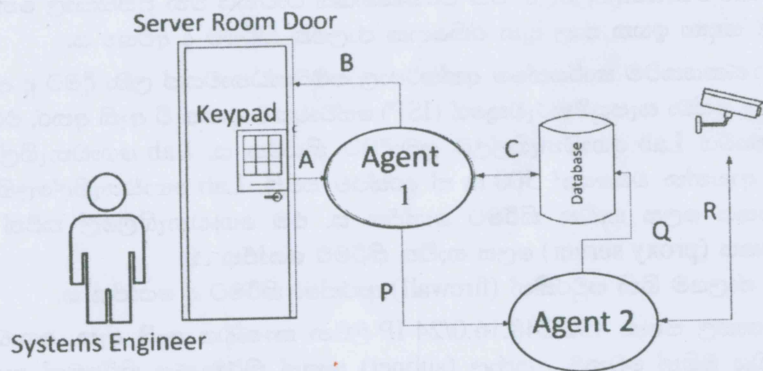 Server Room Door
B
Keypad
A
Agent
1
C
Database
R
Q
P
Agent 2
Systems Engineer